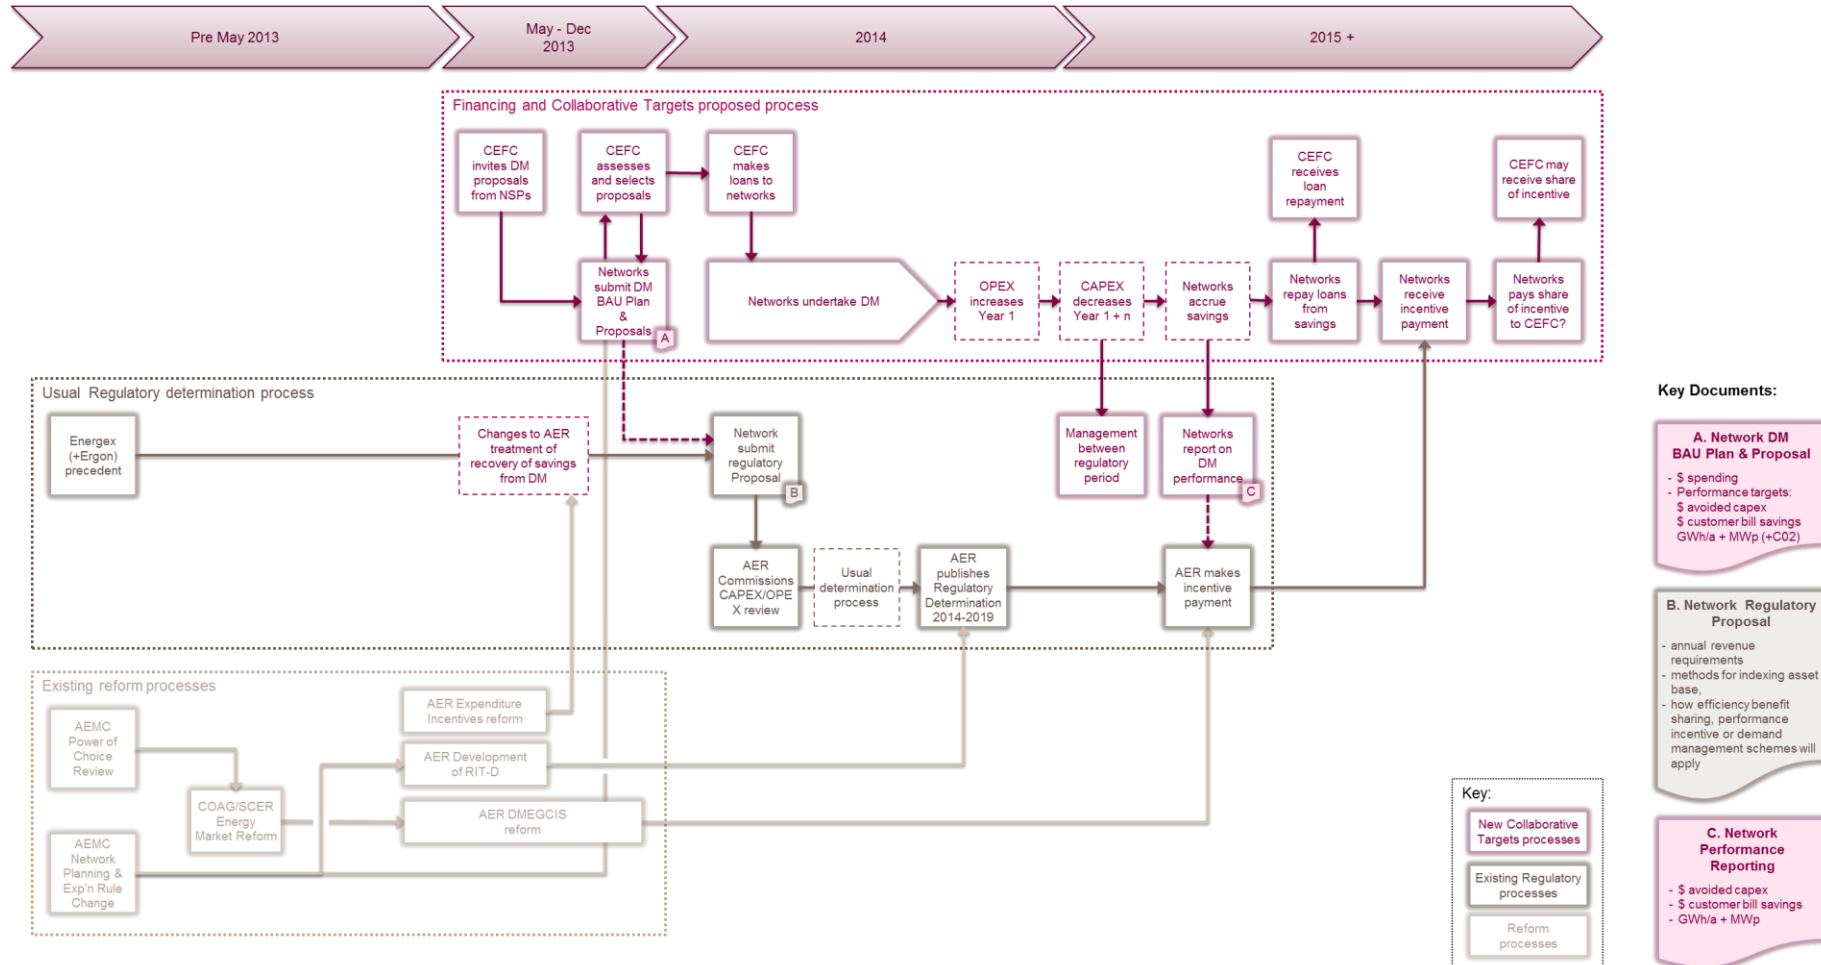 Pre May 2013
May - Dec
2013
2014
2015 +
Financing and Collaborative Targets proposed process
CEFC
invites DM
proposals
from NSPs
CEFC
assesses
and selects
proposals
CEFC
makes
loans to
networks
CEFC
receives
loan
repayment
CEFC may
receive share
of incentive
Networks
submit DM
BAU Plan
&
Proposals
A
Networks undertake DM
OPEX
increases
Year 1
CAPEX
decreases
Year 1 + n
Networks
accrue
savings
Networks
repay loans
from
savings
Networks
receive
incentive
payment
Networks
pays share
of incentive
to CEFC?
Usual Regulatory determination process
Energex
(+Ergon)
precedent
Changes to AER
treatment of
recovery of savings
from DM
Network
submit
regulatory
Proposal
B
Management
between
regulatory
period
Networks
report on
DM
performance
C
AER
Commissions
CAPEX/OPE
X review
Usual
determination
process
AER
publishes
Regulatory
Determination
2014-2019
AER makes
incentive
payment
Existing reform processes
AEMC
Power of
Choice
Review
AER Expenditure
Incentives reform
AER Development
of RIT-D
COAG/SCER
Energy
Market Reform
AER DMEGCIS
reform
AEMC
Network
Planning &
Exp'n Rule
Change
Key:
New Collaborative
Targets processes
Existing Regulatory
processes
Reform
processes
Key Documents:
A. Network DM
BAU Plan & Proposal
- $ spending
- Performance targets:
$ avoided capex
$ customer bill savings
GWh/a + MWp (+C02)
B. Network Regulatory
Proposal
- annual revenue
requirements
- methods for indexing asset
base,
- how efficiency benefit
sharing, performance
incentive or demand
management schemes will
apply
C. Network
Performance
Reporting
- $ avoided capex
- $ customer bill savings
- GWh/a + MWp